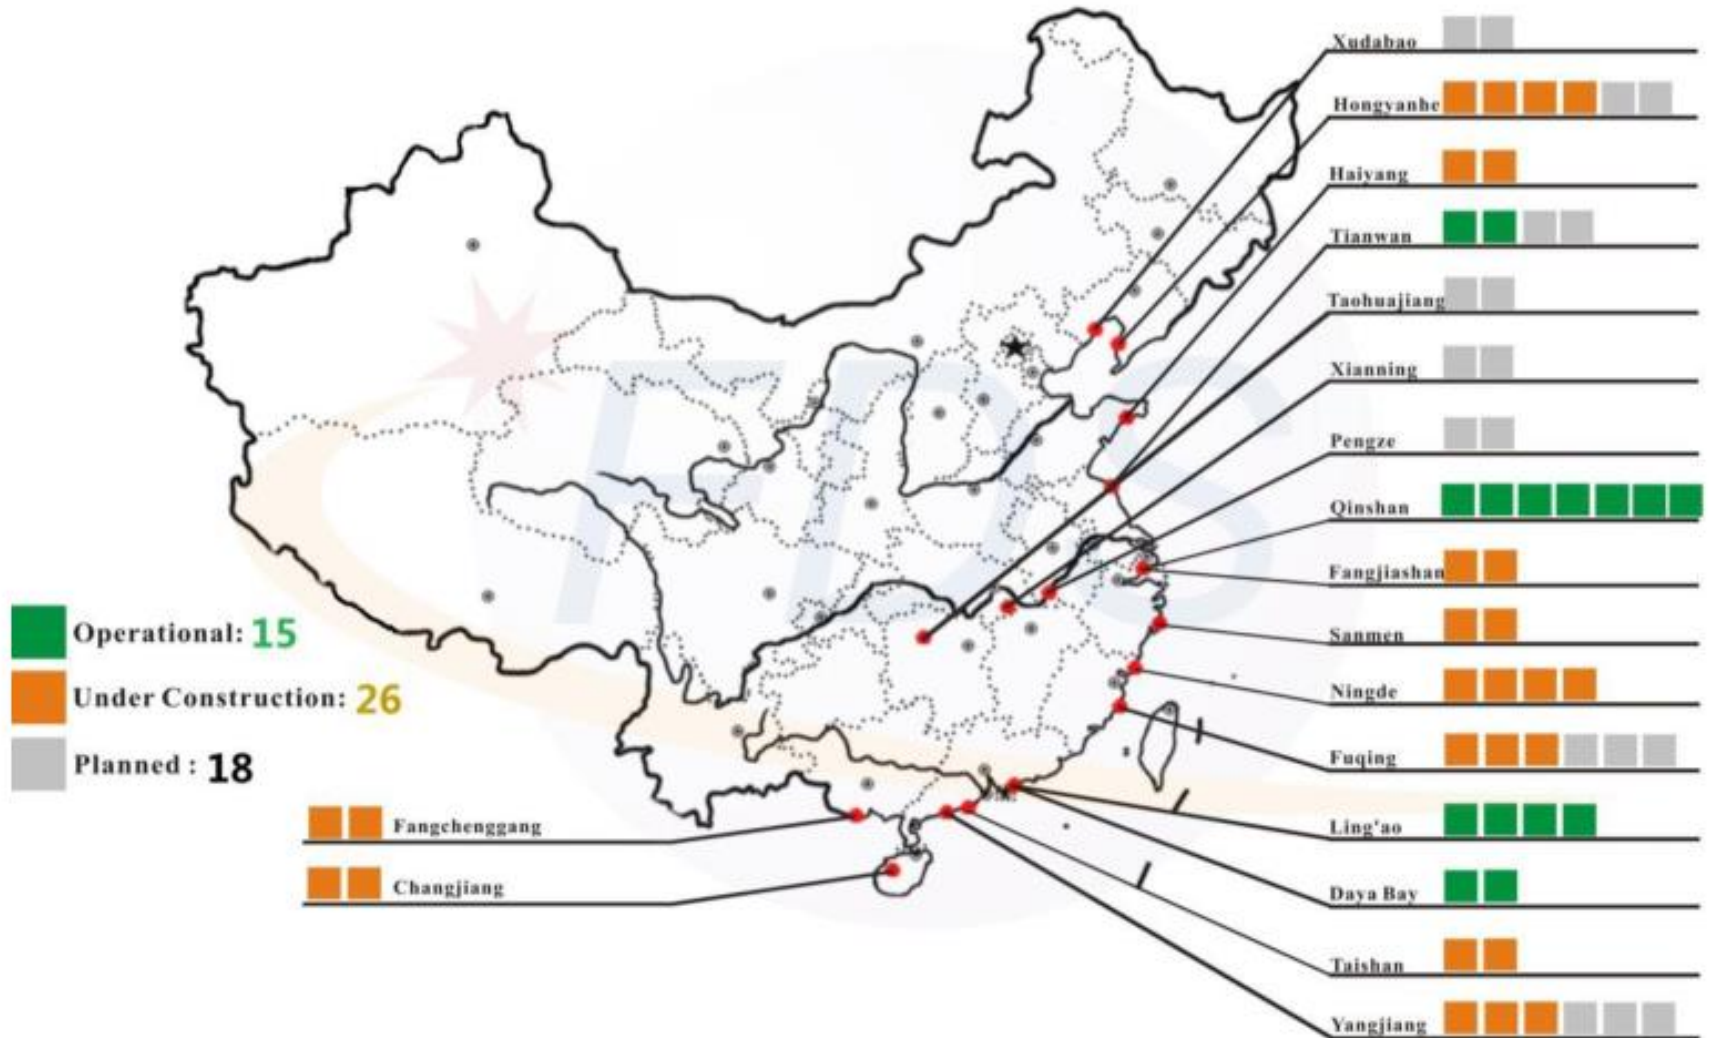 Xudabao
Hongyanhe
Haiyang
Tianwan
Taohuajiang
Xianning
Pengze
Qinshan
Fangjiashan
Sanmen
Ningde
Fuqing
Ling'ao
Daya Bay
Taishan
Yangjiang
Operational: 15
Under Construction: 26
Planned : 18
Fangchenggang
Changjiang
FDS